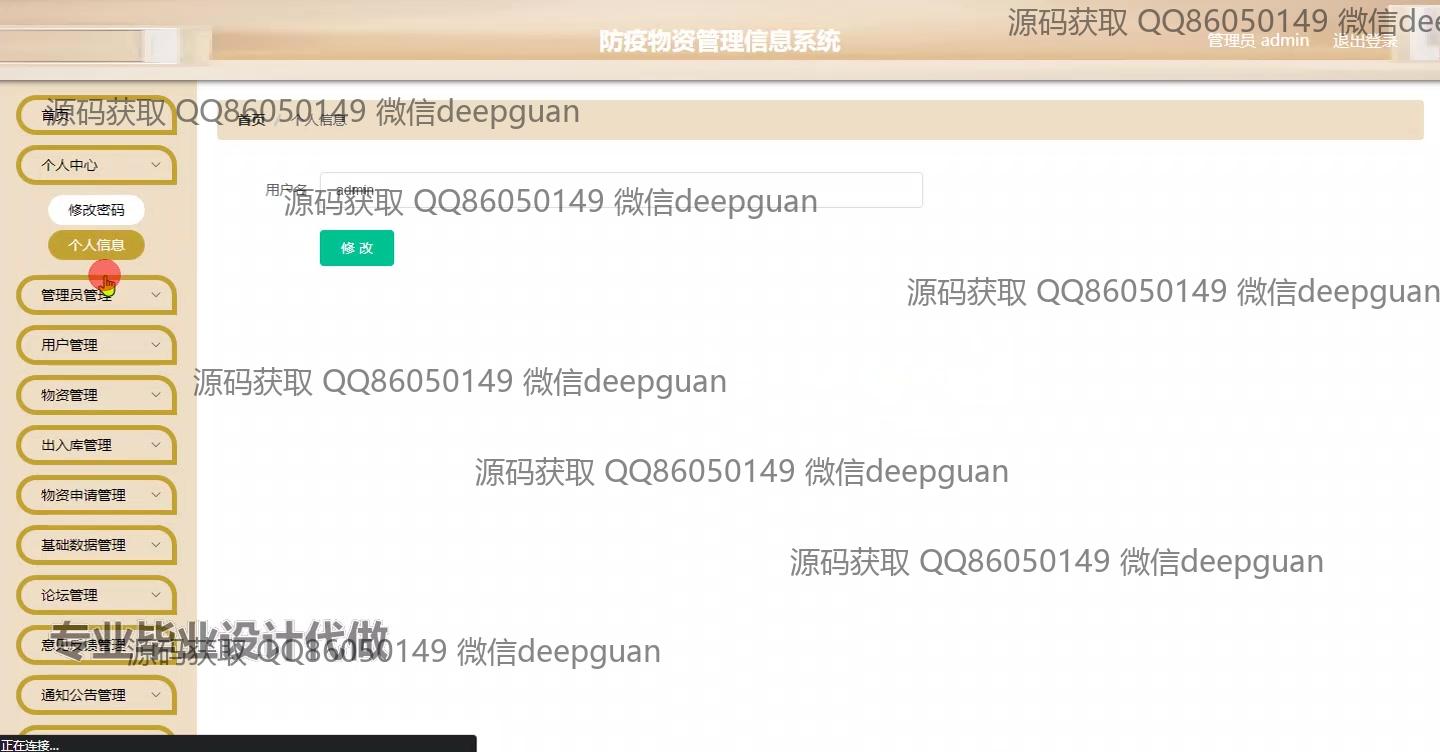 源码获取 QQ86050149 微信dee
防疫物资管理信息系统
管理员 admin 退出登录
源码获取 QQ86050149 微信deepguan
首页
首页 / 个人信息
个人中心
用户名 admin
源码获取 QQ86050149 微信deepguan
修改密码
个人信息
修 改
管理员管理
源码获取 QQ86050149 微信deepguan
用户管理
物资管理
源码获取 QQ86050149 微信deepguan
出入库管理
源码获取 QQ86050149 微信deepguan
物资申请管理
基础数据管理
源码获取 QQ86050149 微信deepguan
论坛管理
专业毕业设计代做
意见反馈管理
源码获取 QQ86050149 微信deepguan
通知公告管理
正在连接...